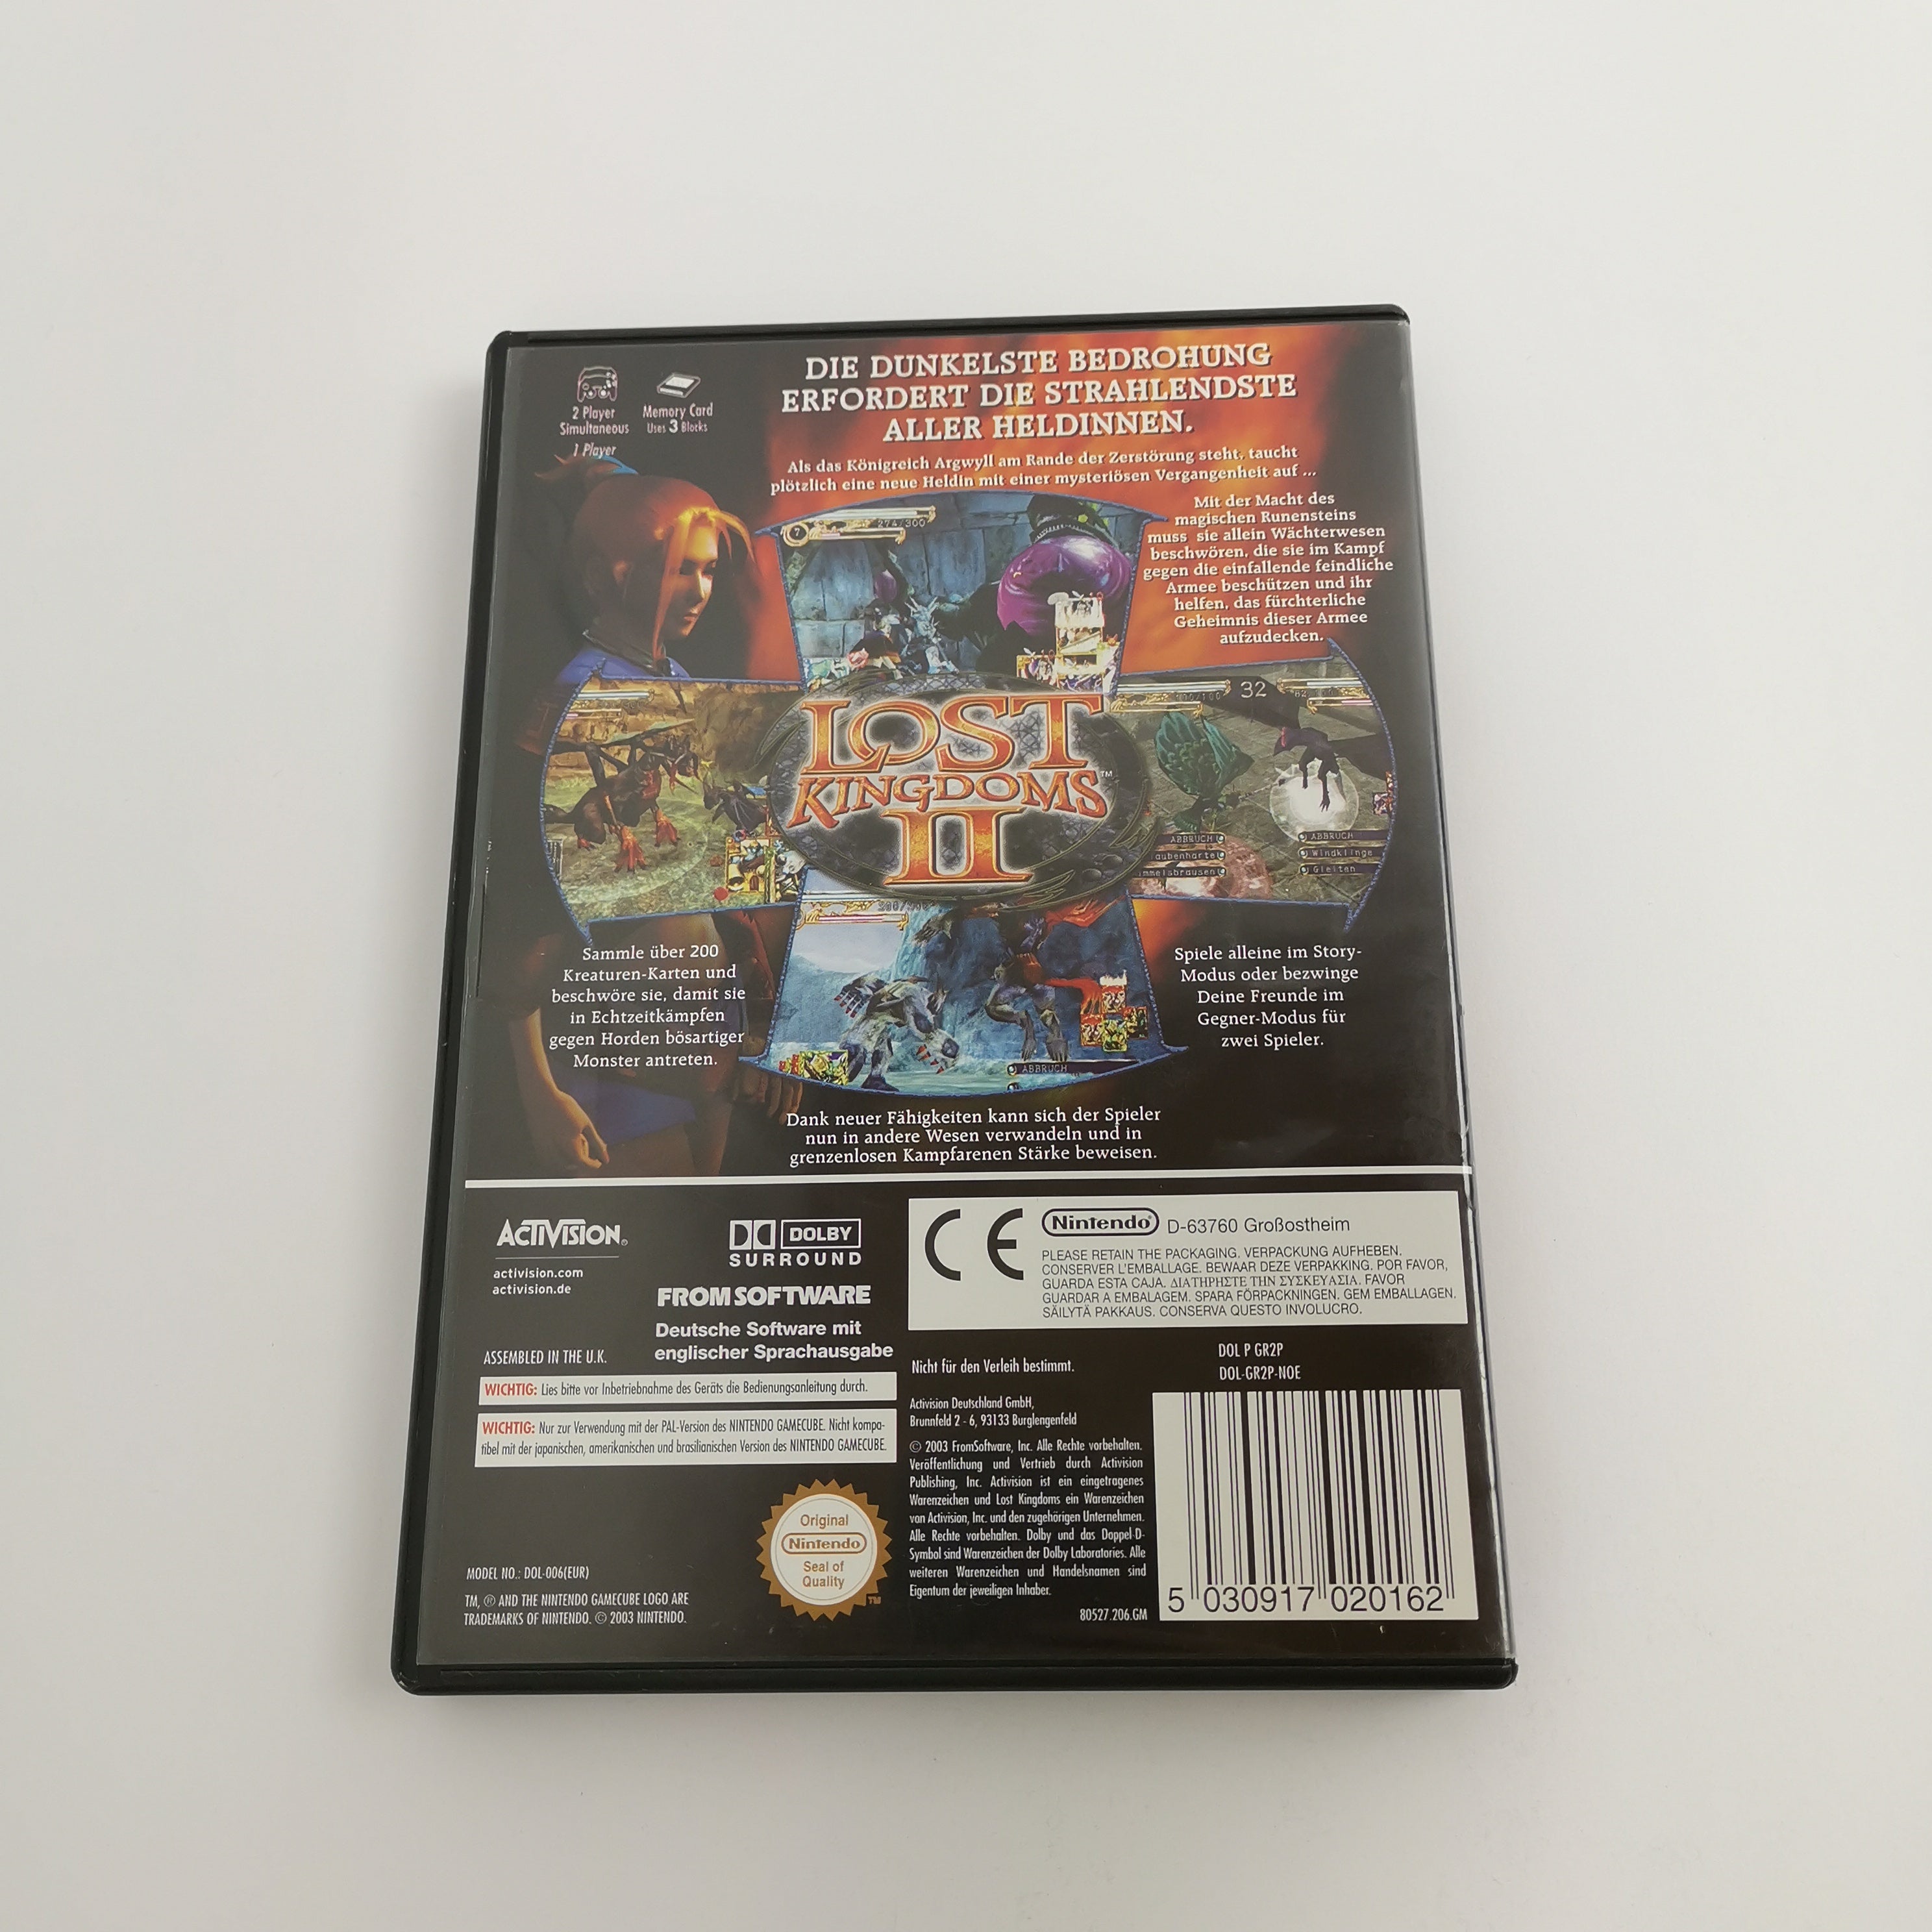 2 Player
Simultaneous
1 Player
Memory Card
Uses 3 Blocks
DIE DUNKELSTE BEDROHUNG
ERFORDERT DIE STRAHLENDSTE
ALLER HELDINNEN.
Als das Königreich Argwyll am Rande der Zerstörung steht, taucht
plötzlich eine neue Heldin mit einer mysteriösen Vergangenheit auf ...
Mit der Macht des
magischen Runensteins
muss sie allein Wächterwesen
beschwören, die sie im Kampf
gegen die einfallende feindliche
Armee beschützen und ihr
helfen, das fürchterliche
Geheimnis dieser Armee
aufzudecken.
7
274/300
32
82
LOST
KINGDOMS™
II
ABBRUCH
aubenharte
mmelsbrausen
ABBRUCH
Windklinge
Gleiten
ABBRUCH
Sammle über 200
Kreaturen-Karten und
beschwöre sie, damit sie
in Echtzeitkämpfen
gegen Horden bösartiger
Monster antreten.
Spiele alleine im Story-
Modus oder bezwinge
Deine Freunde im
Gegner-Modus für
zwei Spieler.
Dank neuer Fähigkeiten kann sich der Spieler
nun in andere Wesen verwandeln und in
grenzenlosen Kampfarenen Stärke beweisen.
ACTIVISION®
activision.com
activision.de
DOLBY
SURROUND
FROMSOFTWARE
Deutsche Software mit
englischer Sprachausgabe
ASSEMBLED IN THE U.K.
WICHTIG: Lies bitte vor Inbetriebnahme des Geräts die Bedienungsanleitung durch.
WICHTIG: Nur zur Verwendung mit der PAL-Version des NINTENDO GAMECUBE. Nicht kompa-
tibel mit der japanischen, amerikanischen und brasilianischen Version des NINTENDO GAMECUBE.
Original
Nintendo
Seal of
Quality
TM
MODEL NO.: DOL-006(EUR)
TM, ® AND THE NINTENDO GAMECUBE LOGO ARE
TRADEMARKS OF NINTENDO. © 2003 NINTENDO.
CE
Nintendo® D-63760 Großostheim
PLEASE RETAIN THE PACKAGING. VERPACKUNG AUFHEBEN.
CONSERVER L'EMBALLAGE. BEWAAR DEZE VERPAKKING. POR FAVOR,
GUARDA ESTA CAJA. ΔΙΑΤΗΡΗΣΤΕ ΤΗΝ ΣΥΣΚΕΥΑΣΙΑ. FAVOR
GUARDAR A EMBALAGEM. SPARA FÖRPACKNINGEN. GEM EMBALLAGEN.
SÄILYTÄ PAKKAUS. CONSERVA QUESTO INVOLUCRO.
Nicht für den Verleih bestimmt.
DOL P GR2P
DOL-GR2P-NOE
Activision Deutschland GmbH,
Brunnfeld 2 - 6, 93133 Burglengenfeld
© 2003 FromSoftware, Inc. Alle Rechte vorbehalten.
Veröffentlichung und Vertrieb durch Activision
Publishing, Inc. Activision ist ein eingetragenes
Warenzeichen und Lost Kingdoms ein Warenzeichen
von Activision, Inc. und den zugehörigen Unternehmen.
Alle Rechte vorbehalten. Dolby und das Doppel-D-
Symbol sind Warenzeichen der Dolby Laboratories. Alle
weiteren Warenzeichen und Handelsnamen sind
Eigentum der jeweiligen Inhaber.
80527.206.GM
5 030917 020162